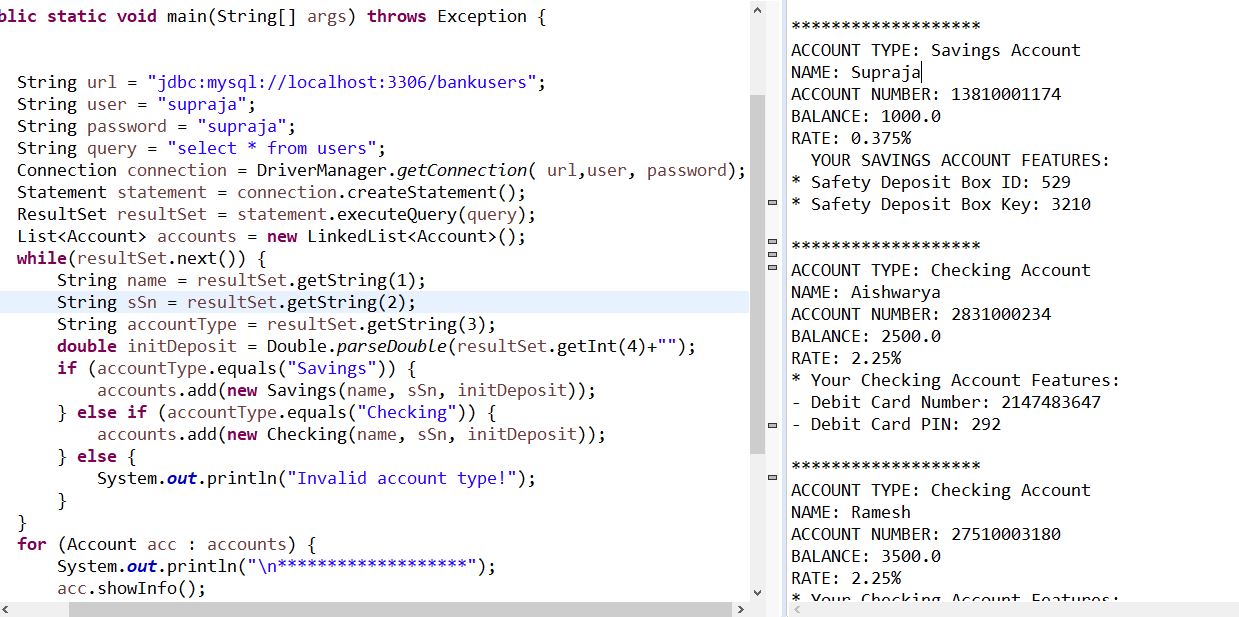 blic static void main(String[] args) throws Exception {
String url = "jdbc:mysql://localhost:3306/bankusers";
String user = "supraja";
String password = "supraja";
String query = "select * from users";
Connection connection = DriverManager.getConnection( url,user, password);
Statement statement = connection.createStatement();
ResultSet resultSet = statement.executeQuery(query);
List<Account> accounts = new LinkedList<Account>();
while(resultSet.next()) {
String name = resultSet.getString(1);
String sSn = resultSet.getString(2);
String accountType = resultSet.getString(3);
double initDeposit = Double.parseDouble(resultSet.getInt(4)+"");
if (accountType.equals("Savings")) {
accounts.add(new Savings(name, sSn, initDeposit));
} else if (accountType.equals("Checking")) {
accounts.add(new Checking(name, sSn, initDeposit));
} else {
System.out.println("Invalid account type!");
}
}
for (Account acc : accounts) {
System.out.println("\n*******************");
acc.showInfo();
*******************
ACCOUNT TYPE: Savings Account
NAME: Supraja
ACCOUNT NUMBER: 13810001174
BALANCE: 1000.0
RATE: 0.375%
YOUR SAVINGS ACCOUNT FEATURES:
* Safety Deposit Box ID: 529
* Safety Deposit Box Key: 3210
*******************
ACCOUNT TYPE: Checking Account
NAME: Aishwarya
ACCOUNT NUMBER: 2831000234
BALANCE: 2500.0
RATE: 2.25%
* Your Checking Account Features:
- Debit Card Number: 2147483647
- Debit Card PIN: 292
*******************
ACCOUNT TYPE: Checking Account
NAME: Ramesh
ACCOUNT NUMBER: 27510003180
BALANCE: 3500.0
RATE: 2.25%
* Your Checking Account Features: